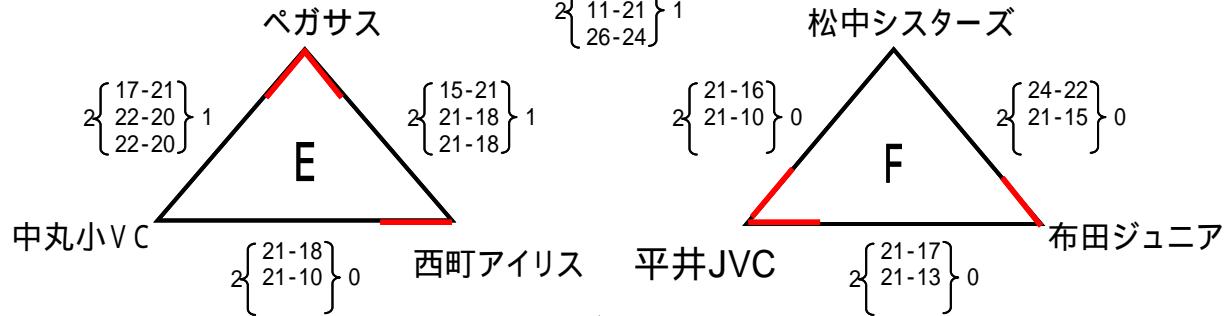 2 11-21 1
26-24
ペガサス
松中シスターズ
17-21
2 22-20 1
22-20
15-21
2 21-18 1
21-18
21-16
2 21-10 0
24-22
2 21-15 0
E
F
中丸小VC
西町アイリス
平井JVC
布田ジュニア
21-18
2 21-10 0
21-17
2 21-13 0